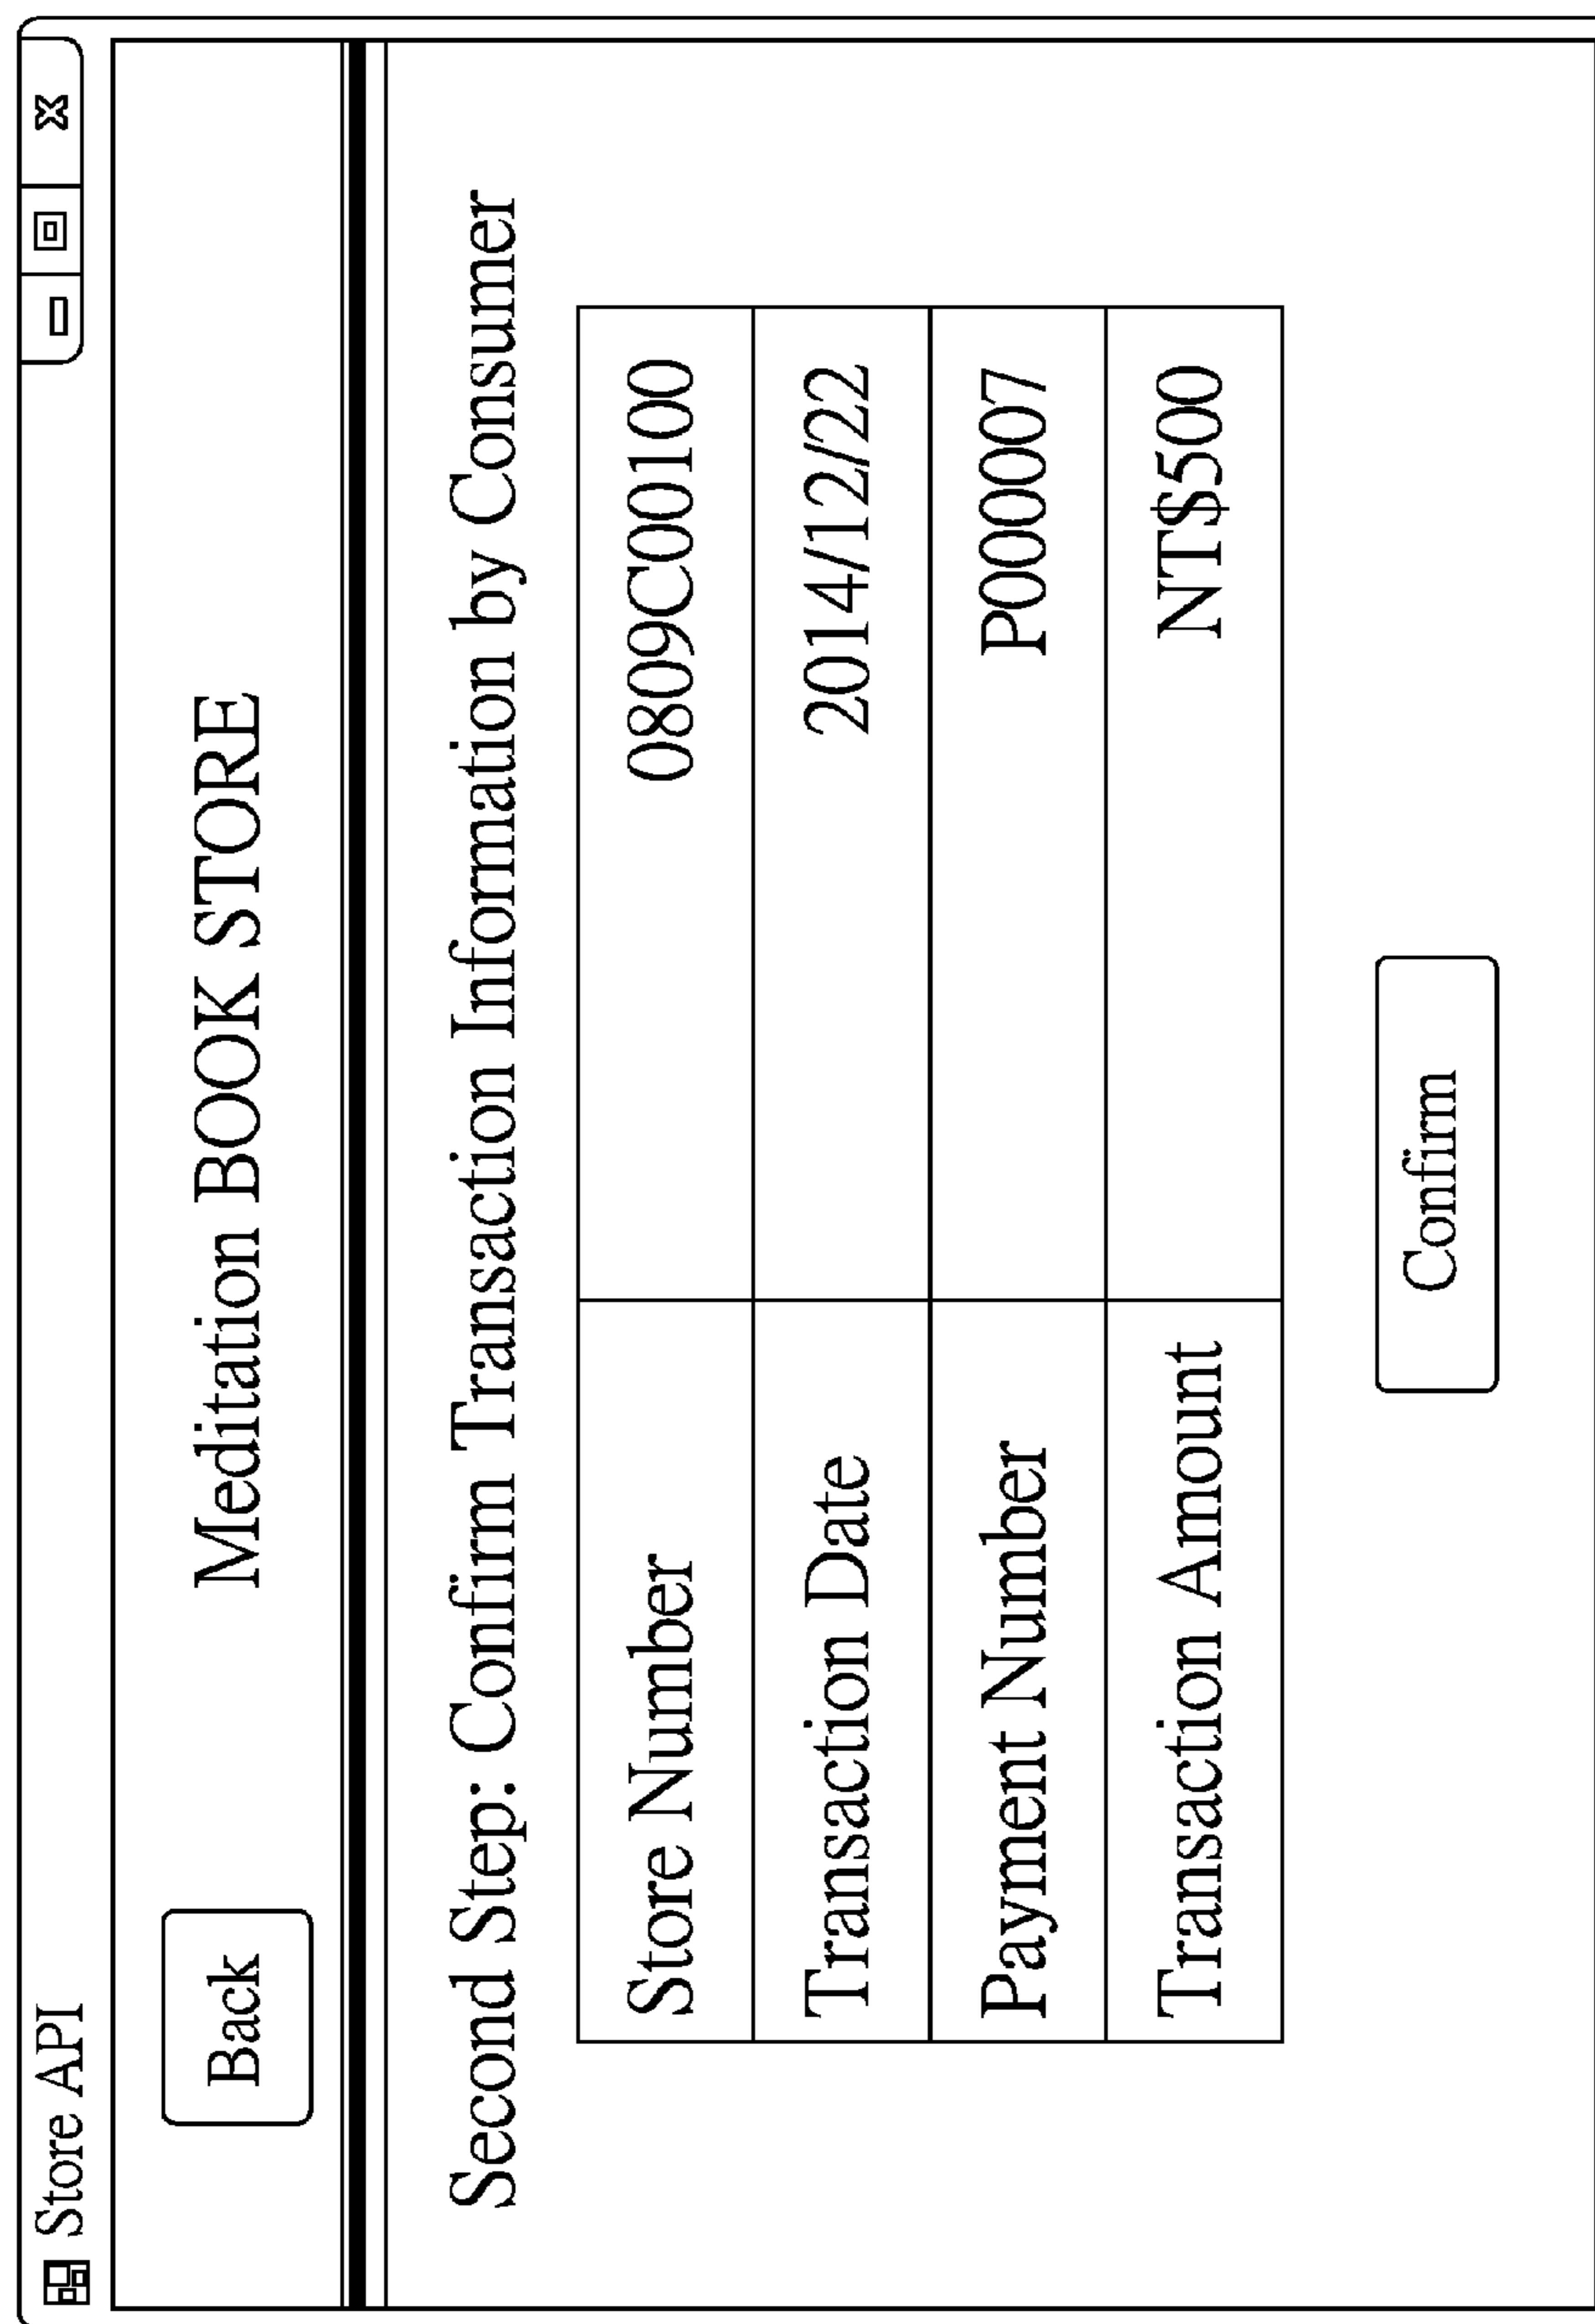 Store API
Back
Meditation BOOK STORE
Second Step: Confirm Transaction Information by Consumer
Store Number 0809C00100
Transaction Date 2014/12/22
Payment Number P000007
Transaction Amount NT$500
Confirm